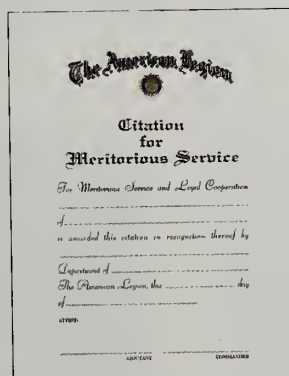 The American Legion
Citation
for
Meritorious Service
For Meritorious Service and Loyal Cooperation
of
is awarded this citation in recognition thereof by
Department of
The American Legion, this day
of
ATTEST:
ADJUTANT COMMANDER